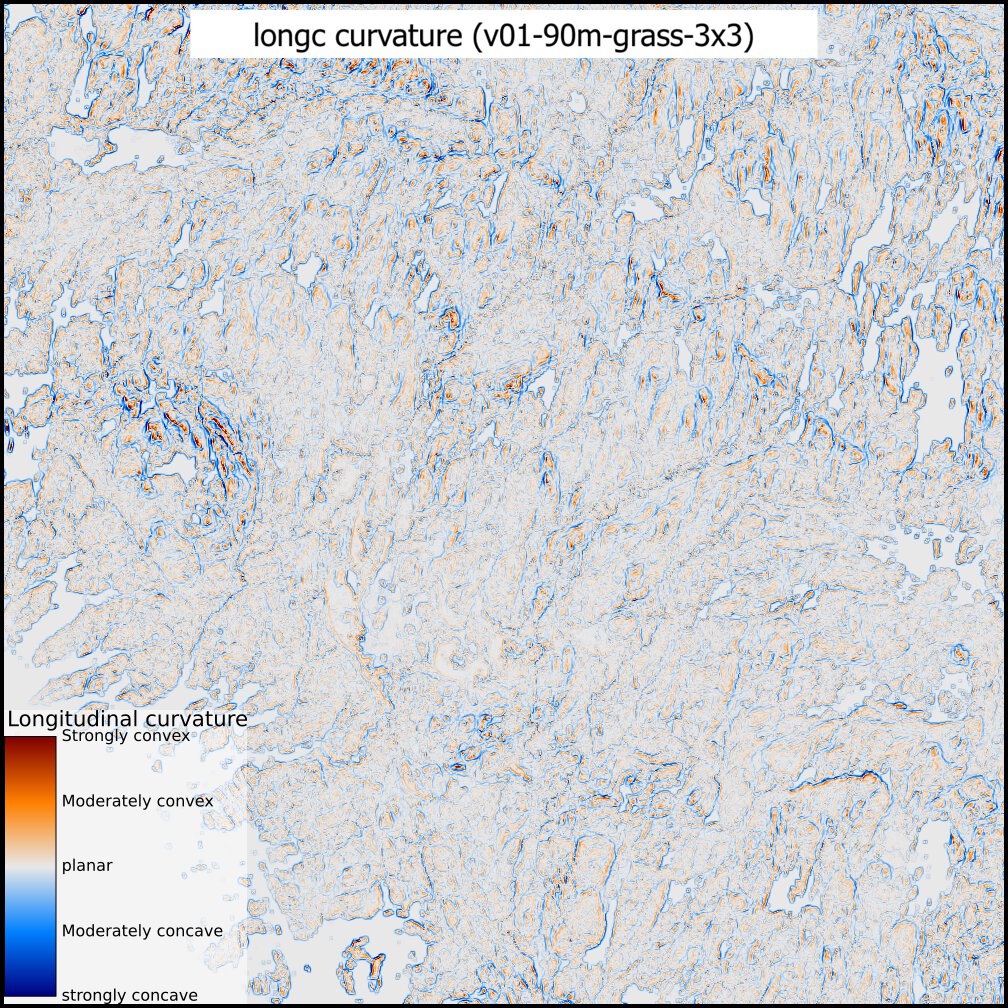 longc curvature (v01-90m-grass-3x3)
Longitudinal curvature
Strongly convex
Moderately convex
planar
Moderately concave
strongly concave